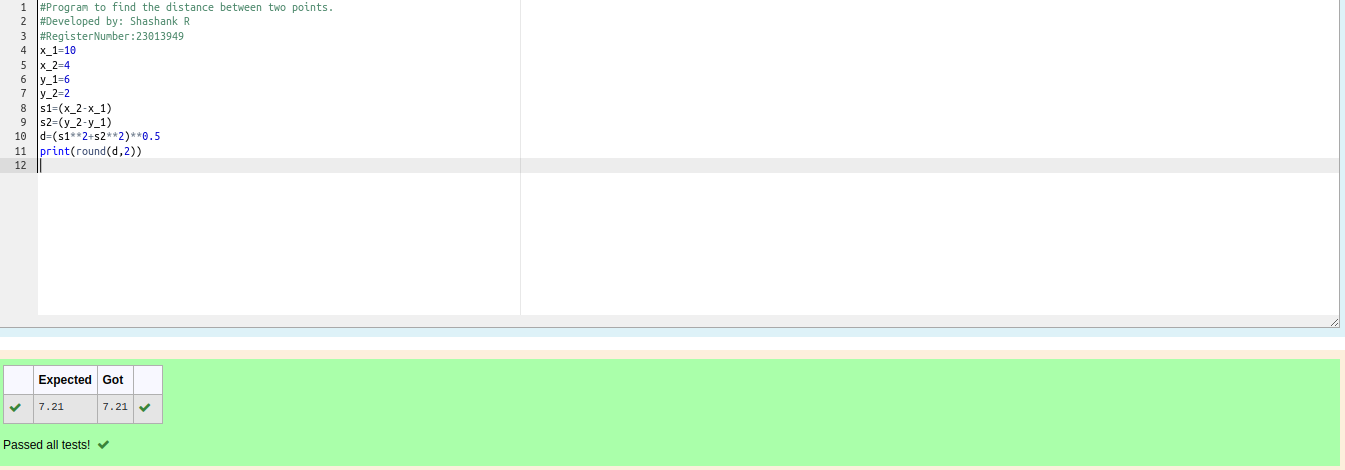 1 #Program to find the distance between two points.
2 #Developed by: Shashank R
3 #RegisterNumber:23013949
4 x_1=10
5 x_2=4
6 y_1=6
7 y_2=2
8 s1=(x_2-x_1)
9 s2=(y_2-y_1)
10 d=(s1**2+s2**2)**0.5
11 print(round(d,2))
12
Expected Got
7.21 7.21
Passed all tests!